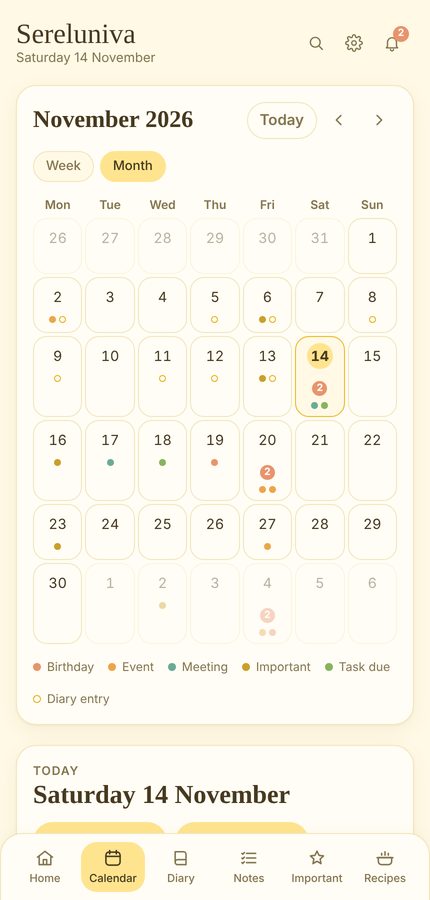 Sereluniva
Saturday 14 November
2
November 2026
Today
Week Month
Mon Tue Wed Thu Fri Sat Sun
26 27 28 29 30 31 1
2 3 4 5 6 7 8
9 10 11 12 13 14 15
2
16 17 18 19 20 21 22
2
23 24 25 26 27 28 29
30 1 2 3 4 5 6
2
Birthday Event Meeting Important Task due
Diary entry
TODAY
Saturday 14 November
Home Calendar Diary Notes Important Recipes